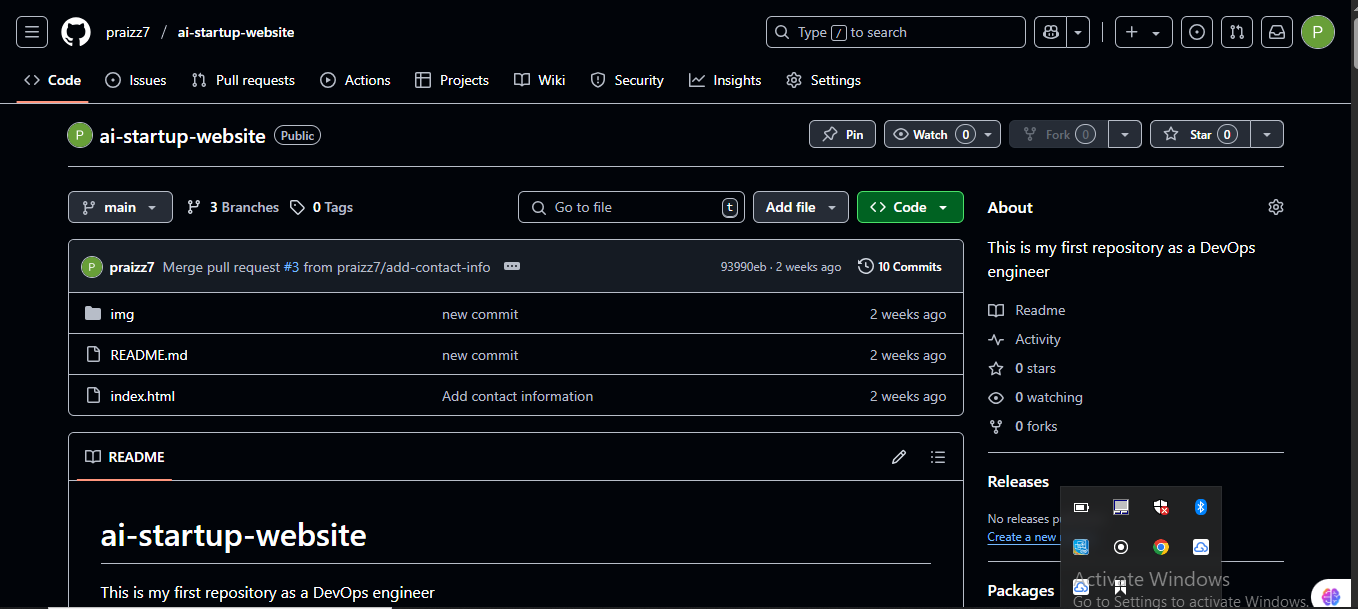 praizz7 / ai-startup-website
Type / to search
P
Code
Issues
Pull requests
Actions
Projects
Wiki
Security
Insights
Settings
P ai-startup-website Public
Pin
Watch 0
Fork 0
Star 0
main
3 Branches
0 Tags
Go to file t
Add file
Code
P praizz7 Merge pull request #3 from praizz7/add-contact-info
93990eb · 2 weeks ago
10 Commits
img new commit 2 weeks ago
README.md new commit 2 weeks ago
index.html Add contact information 2 weeks ago
README
ai-startup-website
This is my first repository as a DevOps engineer
About
This is my first repository as a DevOps
engineer
Readme
Activity
0 stars
0 watching
0 forks
Releases
No releases
Create a new
Packages
Activate Windows
Go to Settings to activate Windows.